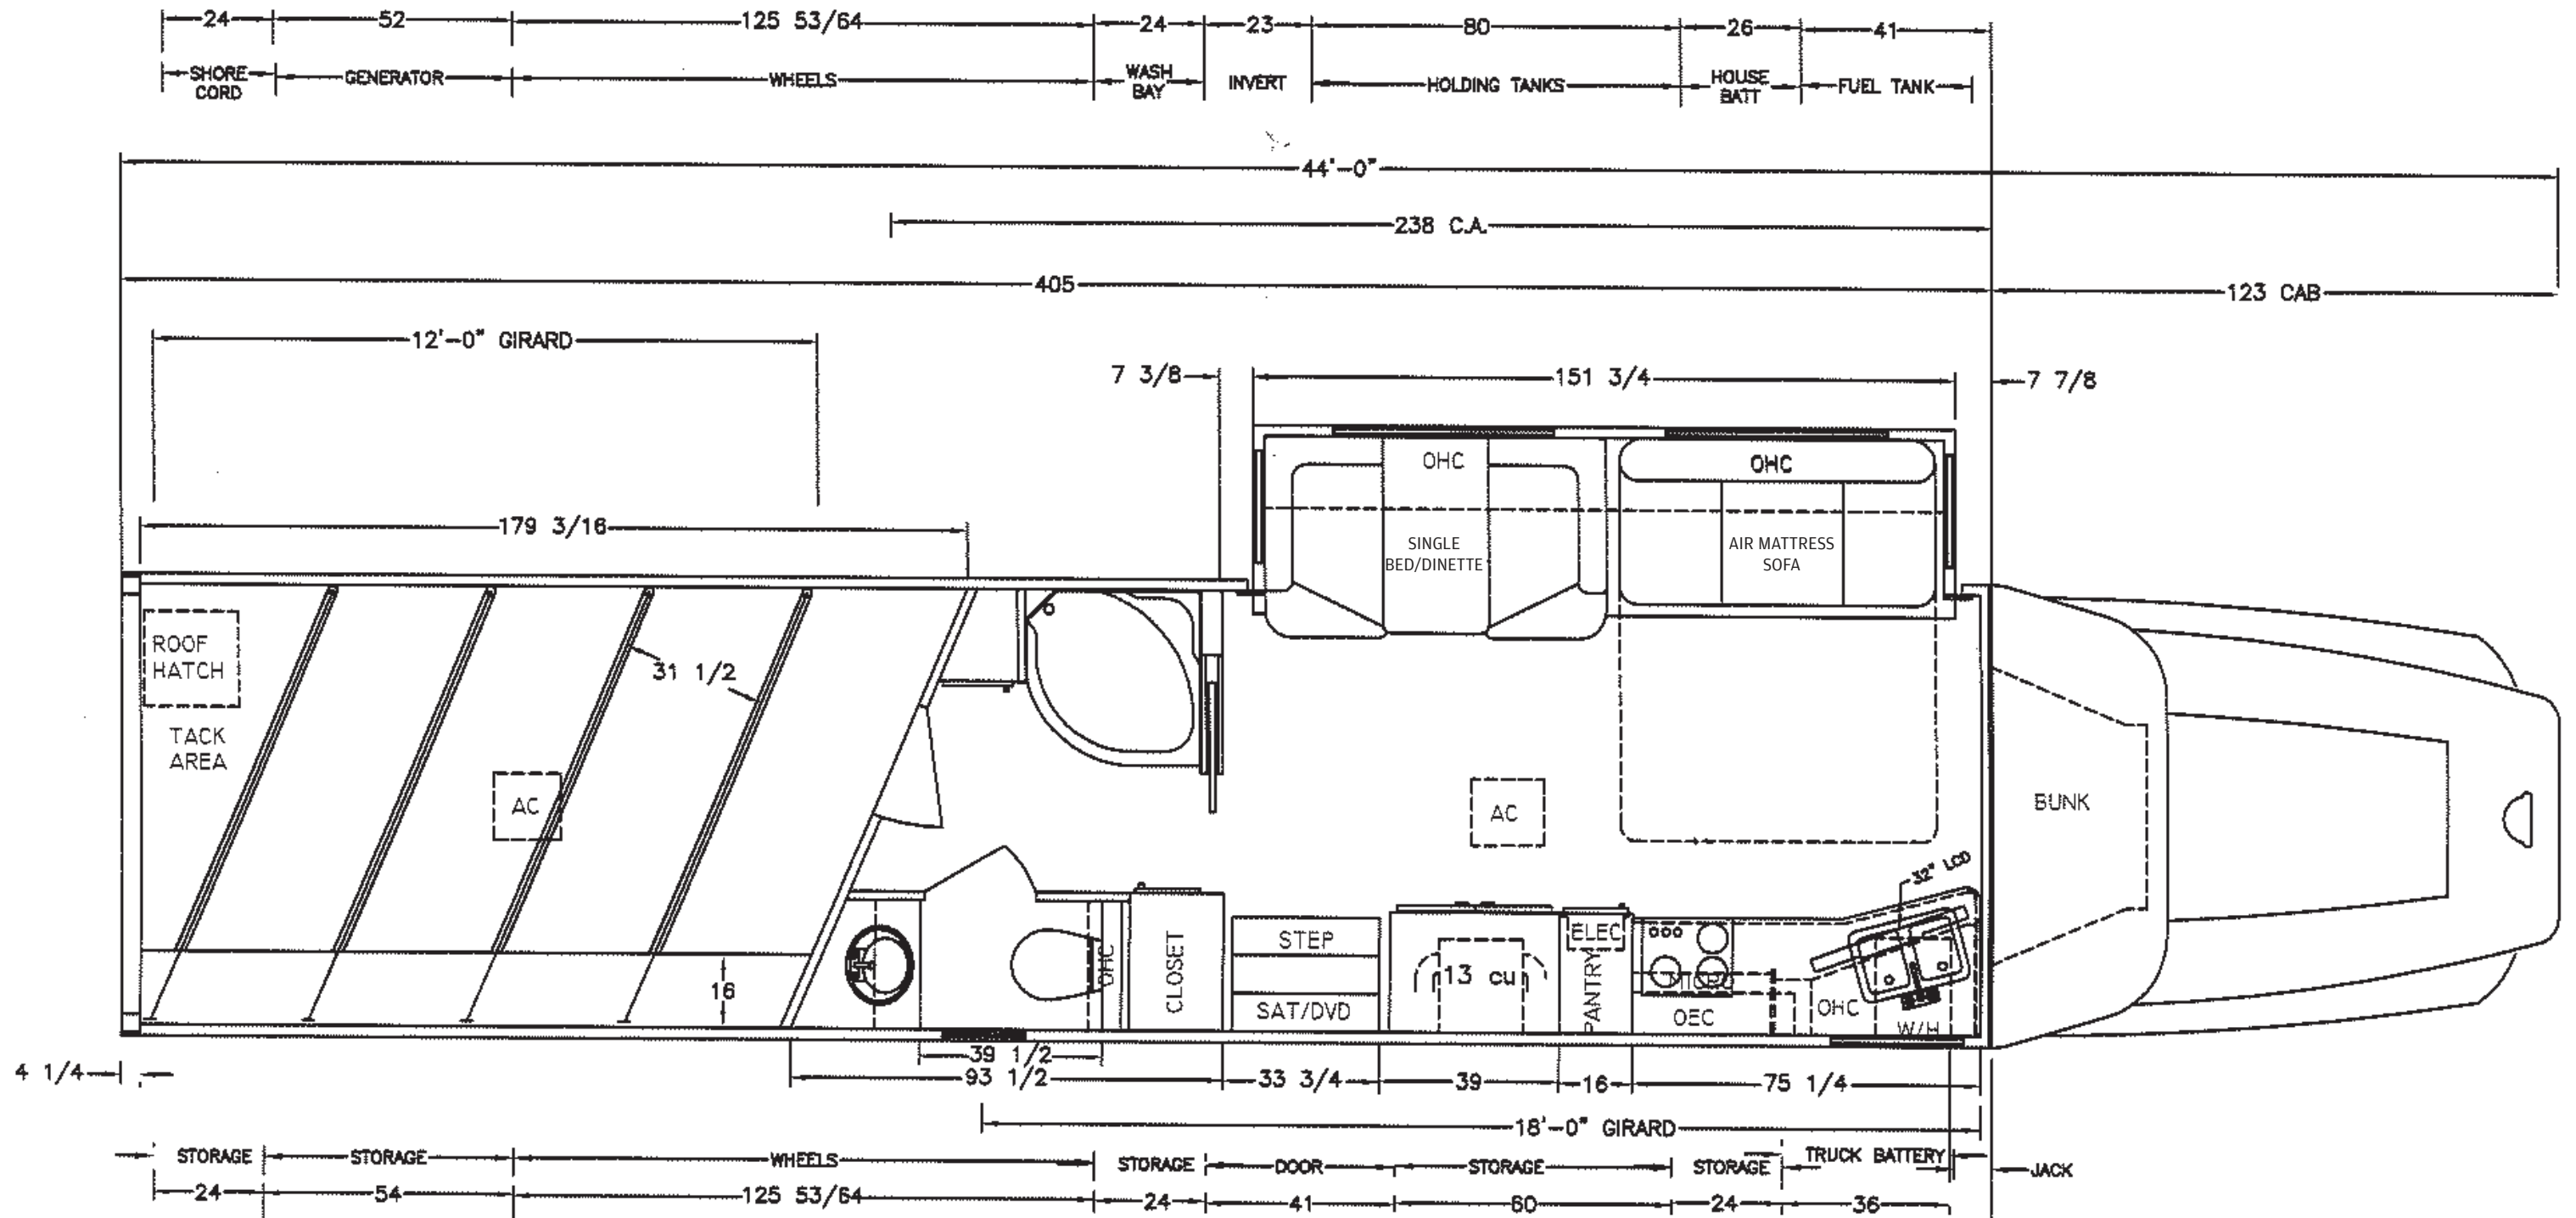 24 52 125 53/64 24 23 80 26 41
SHORE CORD GENERATOR WHEELS WASH BAY INVERT HOLDING TANKS HOUSE BATT FUEL TANK
44'-0"
238 C.A.
405 123 CAB
12'-0" GIRARD
7 3/8 151 3/4 7 7/8
179 3/16
OHC OHC
SINGLE
BED/DINETTE
AIR MATTRESS
SOFA
ROOF
HATCH
31 1/2
TACK
AREA
AC AC BUNK
32" LCD
16
OHC
CLOSET
STEP
SAT/DVD
13 cu
ELEC
PANTRY
MICRO
OEC
OHC
W/H
39 1/2
4 1/4 93 1/2 33 3/4 39 16 75 1/4
18'-0" GIRARD
STORAGE STORAGE WHEELS STORAGE DOOR STORAGE STORAGE TRUCK BATTERY JACK
24 54 125 53/64 24 41 60 24 36